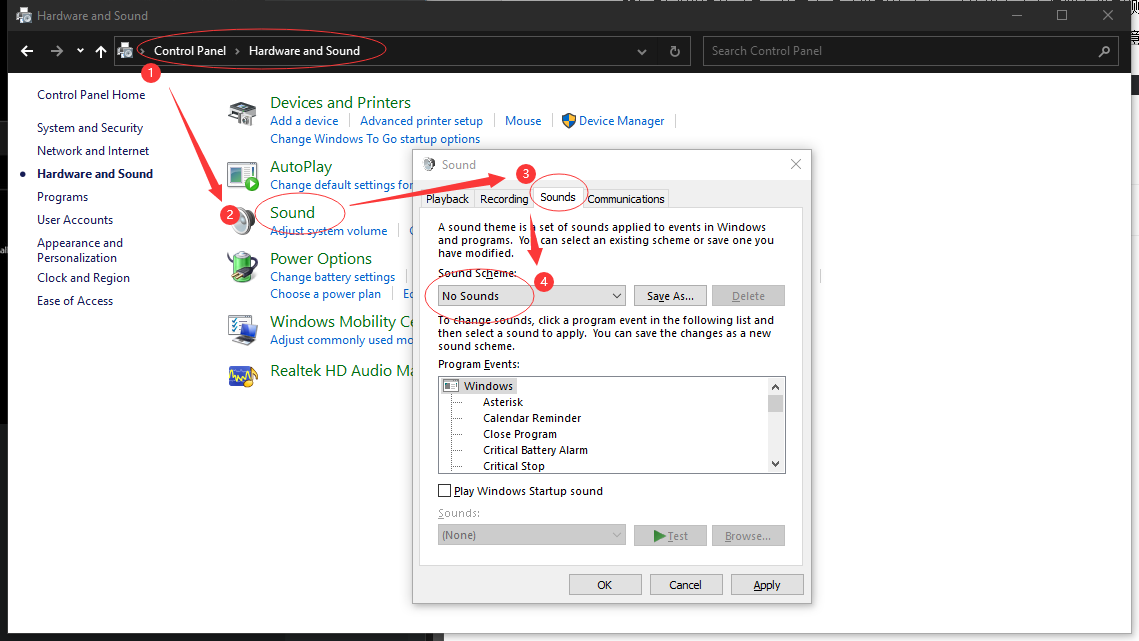 Hardware and Sound
Control Panel > Hardware and Sound
Search Control Panel
1
Control Panel Home
System and Security
Network and Internet
Hardware and Sound
Programs
User Accounts
Appearance and
Personalization
Clock and Region
Ease of Access
Devices and Printers
Add a device
Advanced printer setup
Mouse
Device Manager
Change Windows To Go startup options
AutoPlay
Change default settings for
2
Sound
Adjust system volume
Power Options
Change battery settings
Choose a power plan
Windows Mobility Ce
Adjust commonly used mo
Realtek HD Audio Ma
Sound
3
Playback
Recording
Sounds
Communications
A sound theme is a set of sounds applied to events in Windows
and programs. You can select an existing scheme or save one you
have modified.
Sound Scheme:
4
No Sounds
Save As...
Delete
To change sounds, click a program event in the following list and
then select a sound to apply. You can save the changes as a new
sound scheme.
Program Events:
Windows
Asterisk
Calendar Reminder
Close Program
Critical Battery Alarm
Critical Stop
Play Windows Startup sound
Sounds:
(None)
Test
Browse...
OK
Cancel
Apply